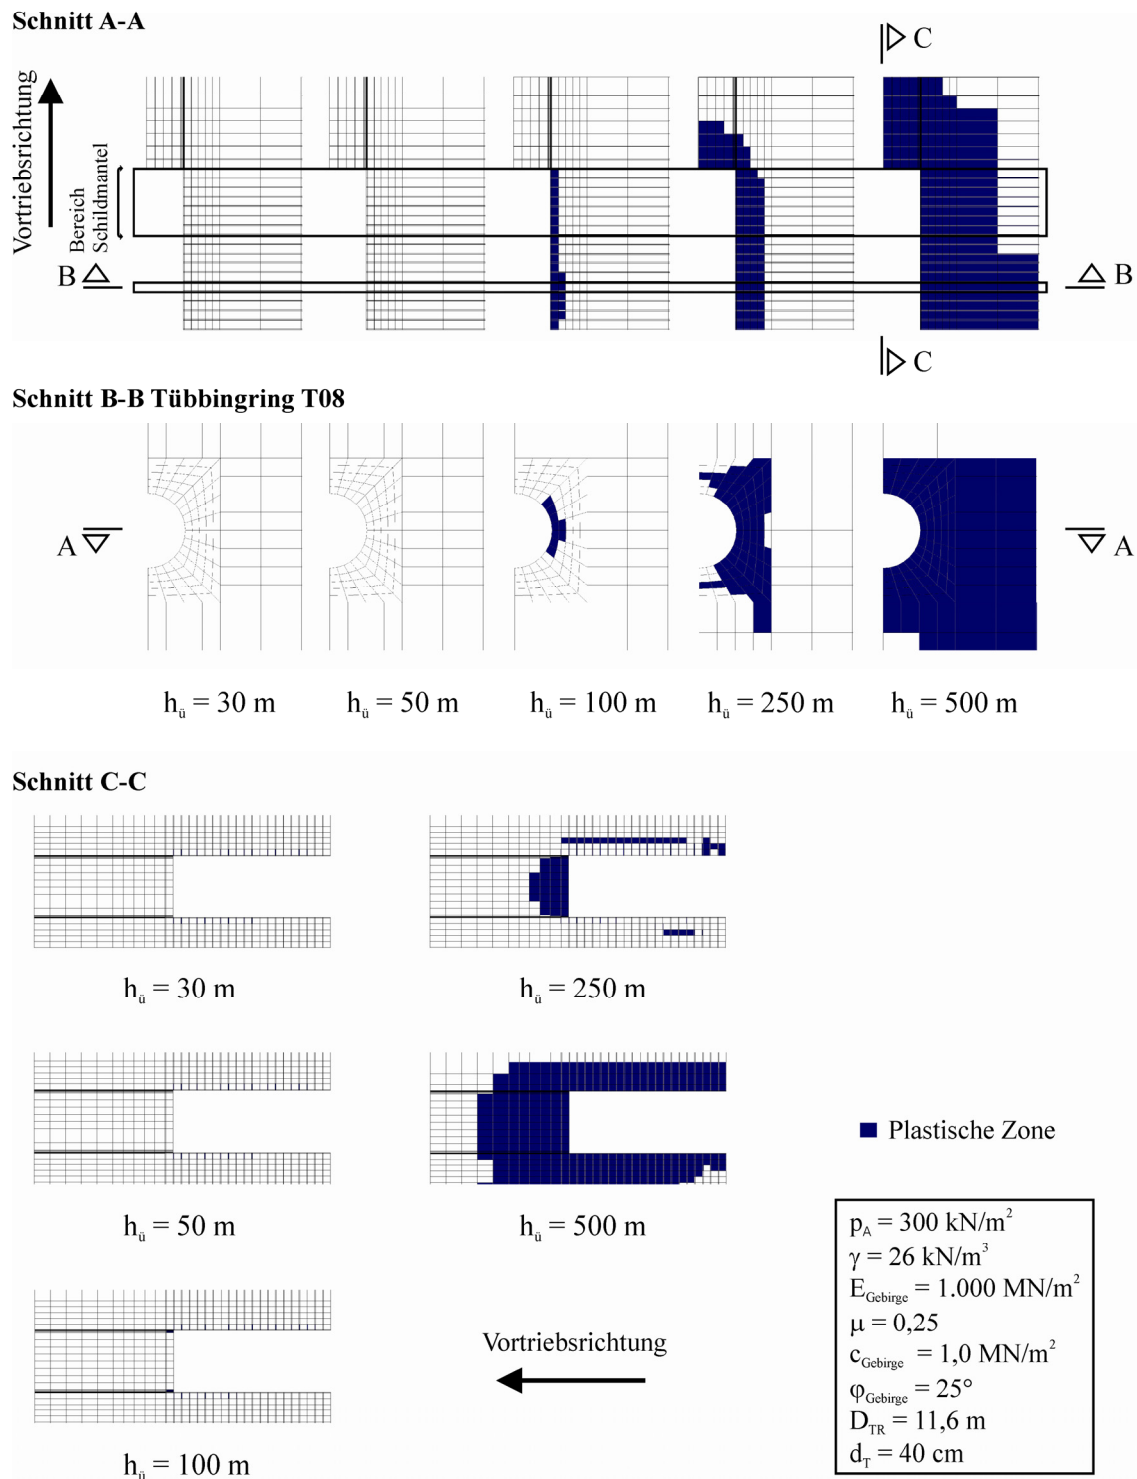 Schnitt A-A
C
Vortriebsrichtung
Bereich
Schildmantel
B
B
C
Schnitt B-B Tübbingring T08
A
A
hü = 30 m
hü = 50 m
hü = 100 m
hü = 250 m
hü = 500 m
Schnitt C-C
hü = 30 m
hü = 250 m
hü = 50 m
hü = 500 m
Plastische Zone
hü = 100 m
Vortriebsrichtung
pA = 300 kN/m²
γ = 26 kN/m³
EGebirge = 1.000 MN/m²
μ = 0,25
cGebirge = 1,0 MN/m²
φGebirge = 25°
DTR = 11,6 m
dT = 40 cm